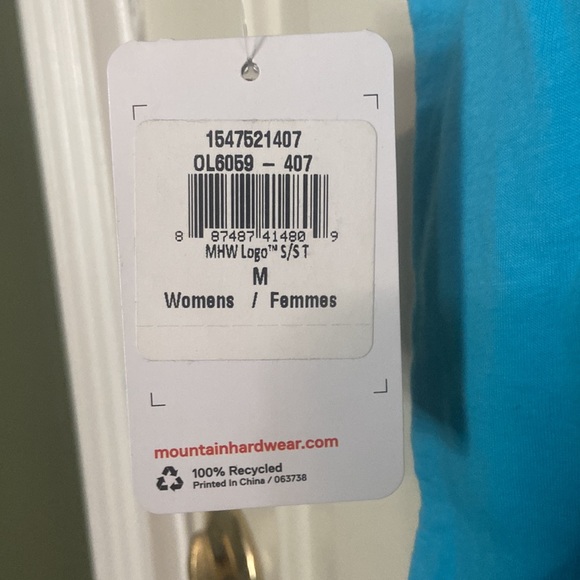 1547521407
OL6059 - 407
8 87487 41480 9
MHW Logo™ S/S T
M
Womens / Femmes
mountainhardwear.com
100% Recycled
Printed in China / 063738